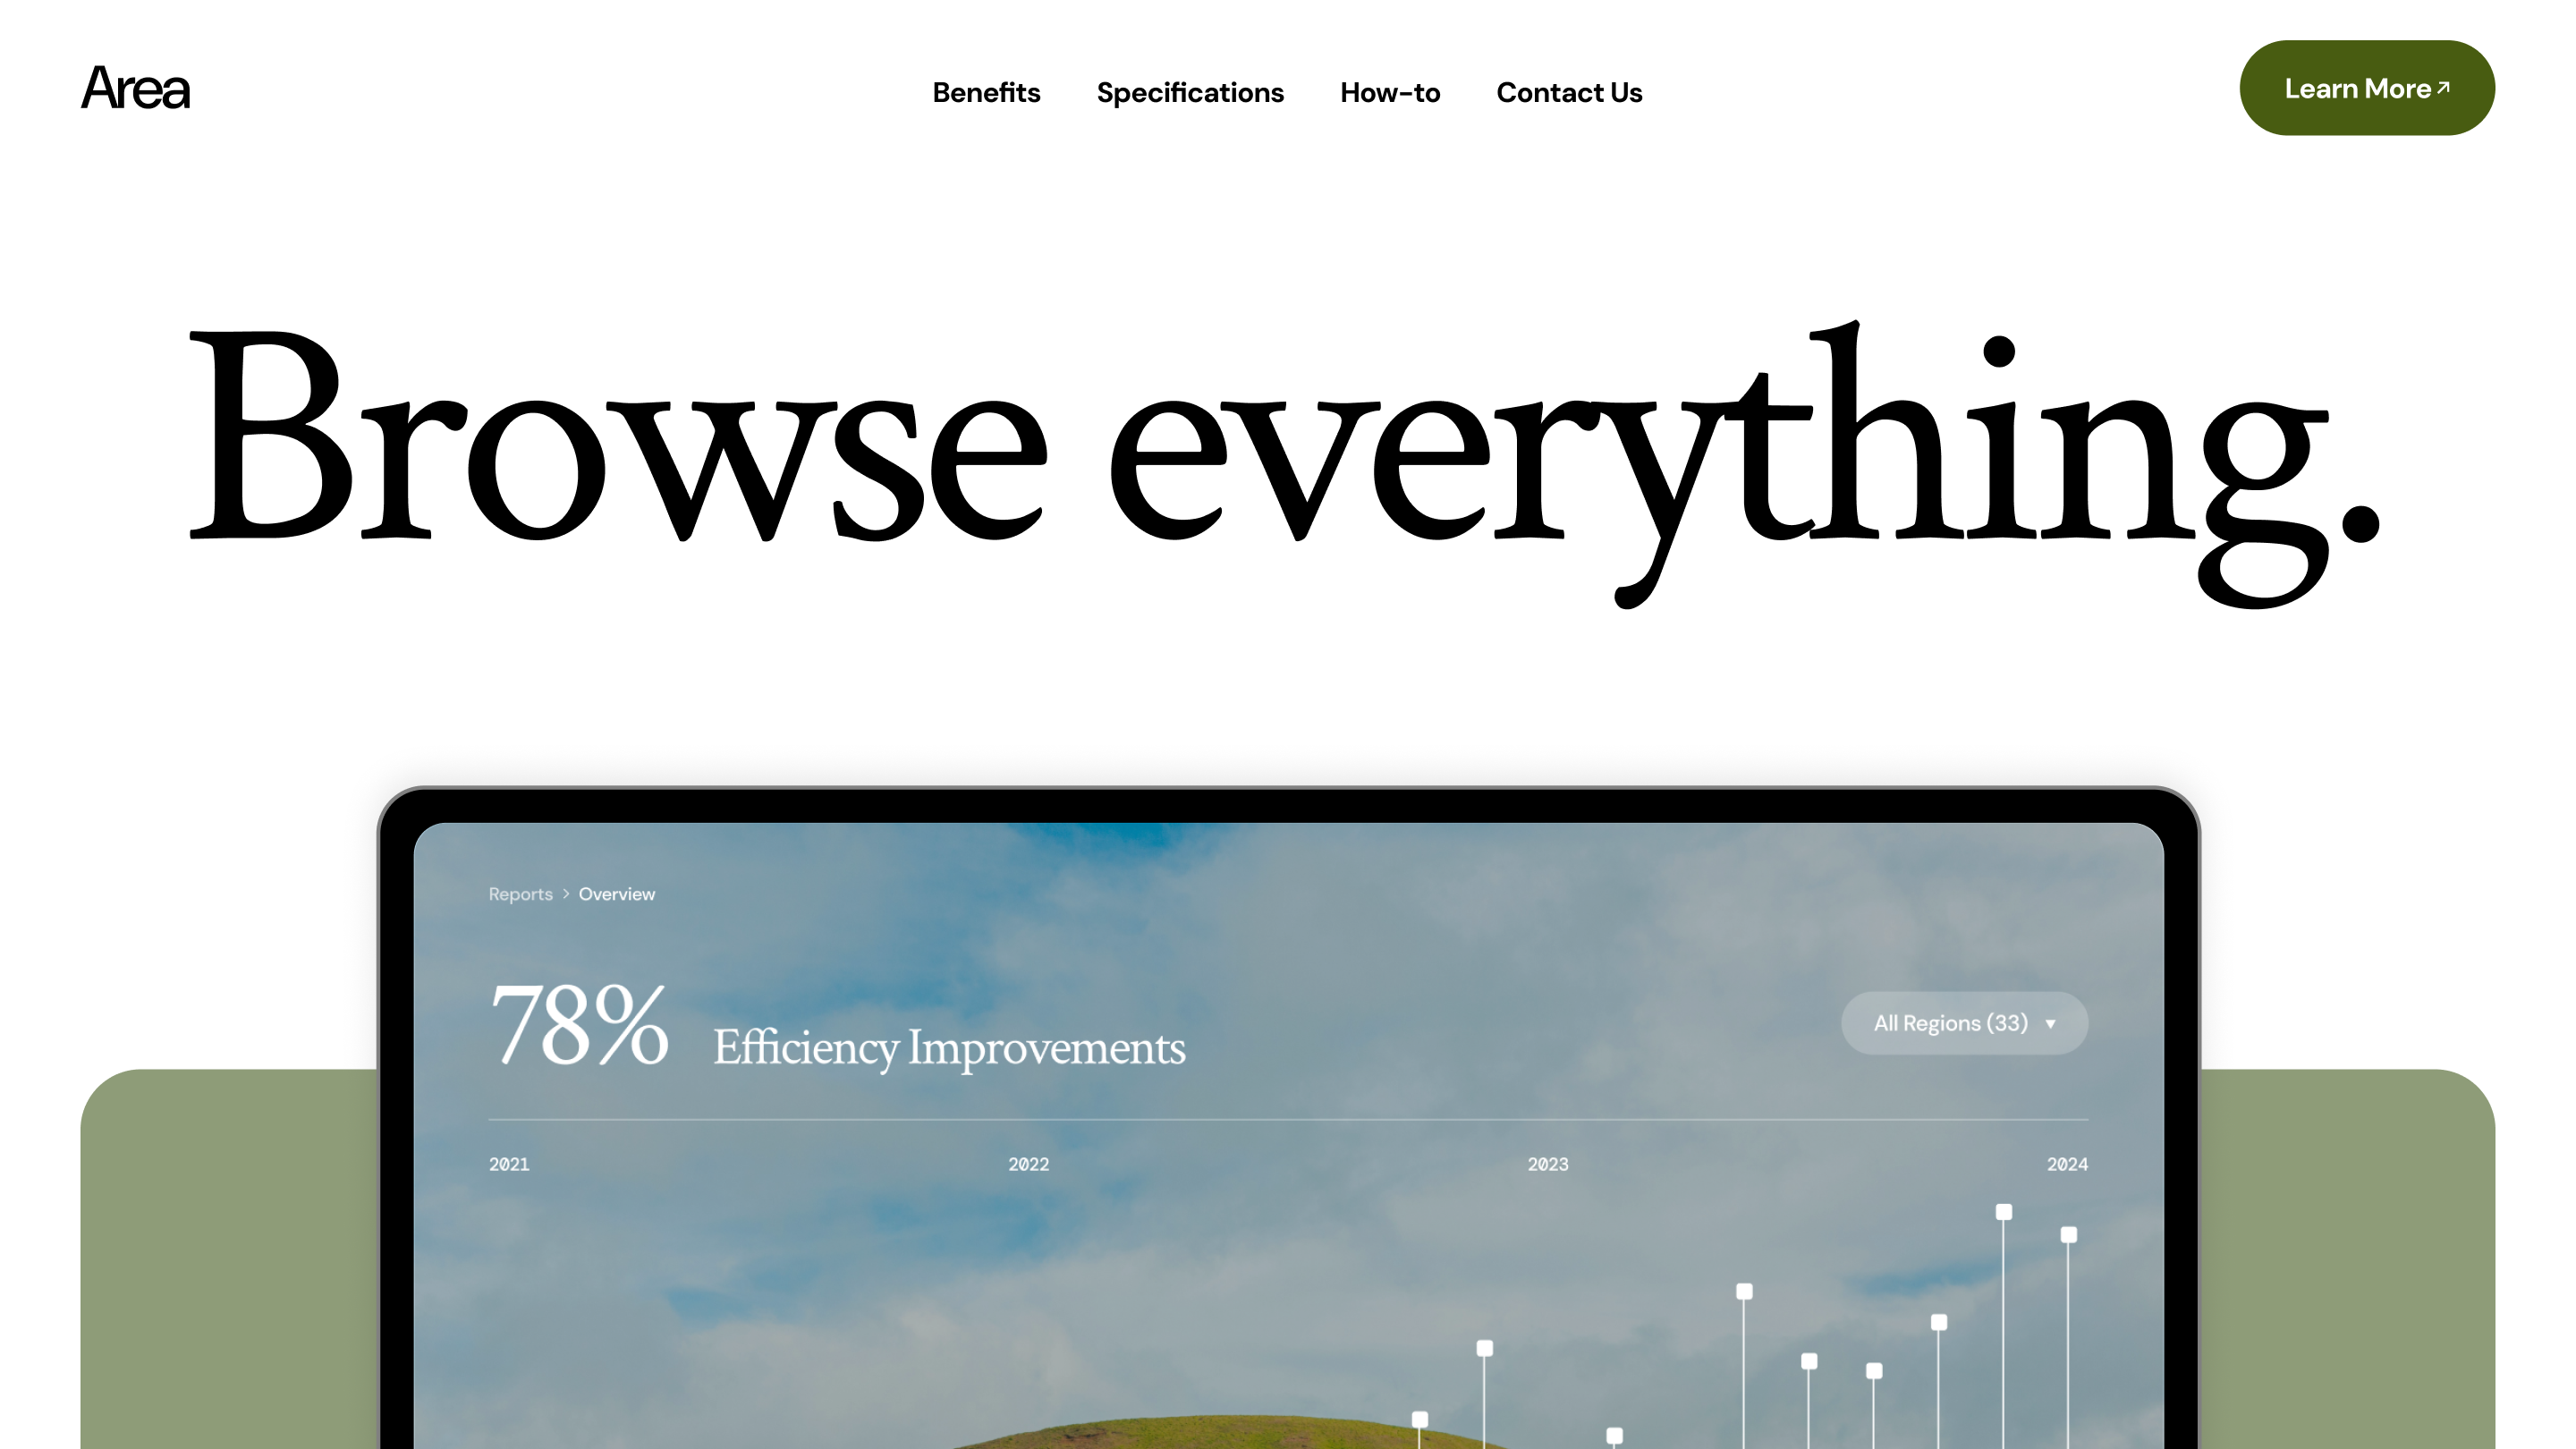 Area
Benefits
Specifications
How-to
Contact Us
Learn More↗
Browse everything.
Reports > Overview
78% Efficiency Improvements
All Regions (33) ▼
2021 2022 2023 2024